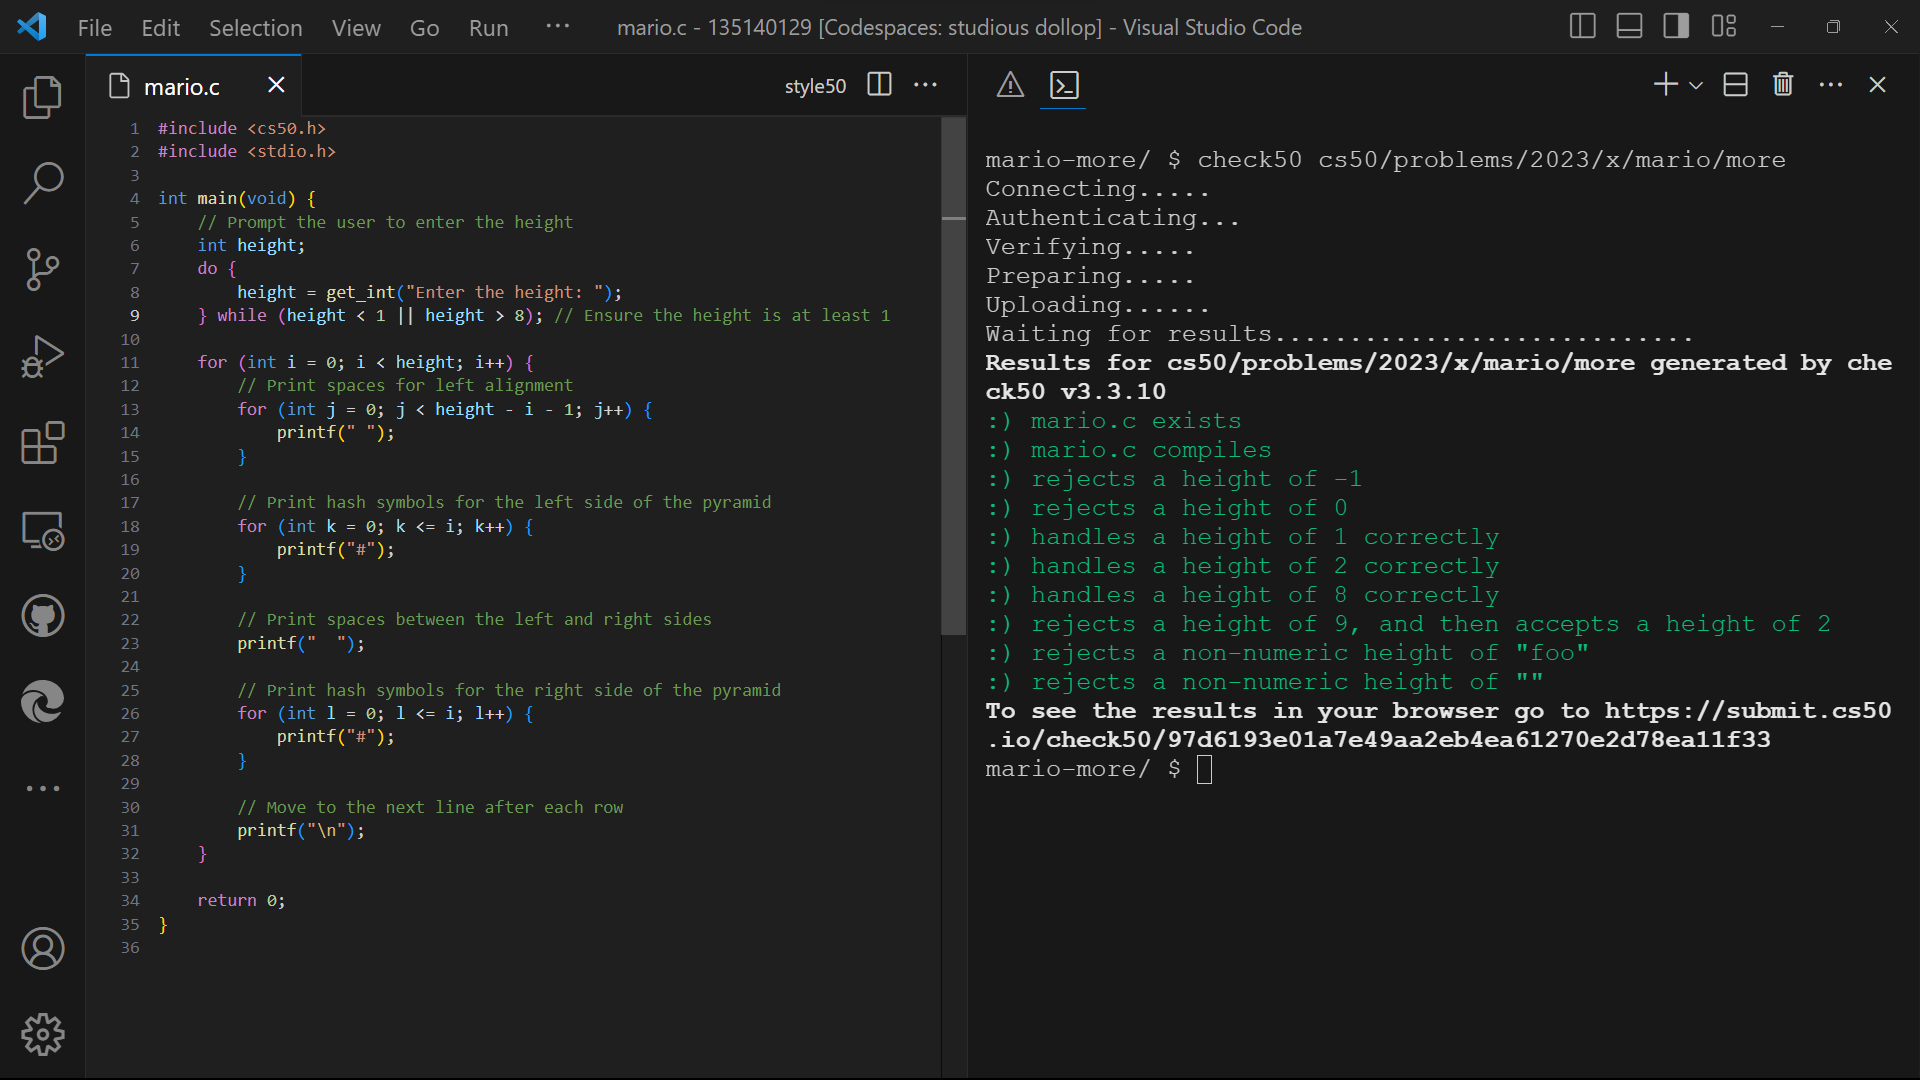 File Edit Selection View Go Run ··· mario.c - 135140129 [Codespaces: studious dollop] - Visual Studio Code
mario.c style50
1 #include <cs50.h>
2 #include <stdio.h>
3
4 int main(void) {
5     // Prompt the user to enter the height
6     int height;
7     do {
8         height = get_int("Enter the height: ");
9     } while (height < 1 || height > 8); // Ensure the height is at least 1
10
11     for (int i = 0; i < height; i++) {
12         // Print spaces for left alignment
13         for (int j = 0; j < height - i - 1; j++) {
14             printf(" ");
15         }
16
17         // Print hash symbols for the left side of the pyramid
18         for (int k = 0; k <= i; k++) {
19             printf("#");
20         }
21
22         // Print spaces between the left and right sides
23         printf("  ");
24
25         // Print hash symbols for the right side of the pyramid
26         for (int l = 0; l <= i; l++) {
27             printf("#");
28         }
29
30         // Move to the next line after each row
31         printf("\n");
32     }
33
34     return 0;
35 }
36
mario-more/ $ check50 cs50/problems/2023/x/mario/more
Connecting.....
Authenticating...
Verifying.....
Preparing.....
Uploading......
Waiting for results............................
Results for cs50/problems/2023/x/mario/more generated by che
ck50 v3.3.10
:) mario.c exists
:) mario.c compiles
:) rejects a height of -1
:) rejects a height of 0
:) handles a height of 1 correctly
:) handles a height of 2 correctly
:) handles a height of 8 correctly
:) rejects a height of 9, and then accepts a height of 2
:) rejects a non-numeric height of "foo"
:) rejects a non-numeric height of ""
To see the results in your browser go to https://submit.cs50
.io/check50/97d6193e01a7e49aa2eb4ea61270e2d78ea11f33
mario-more/ $